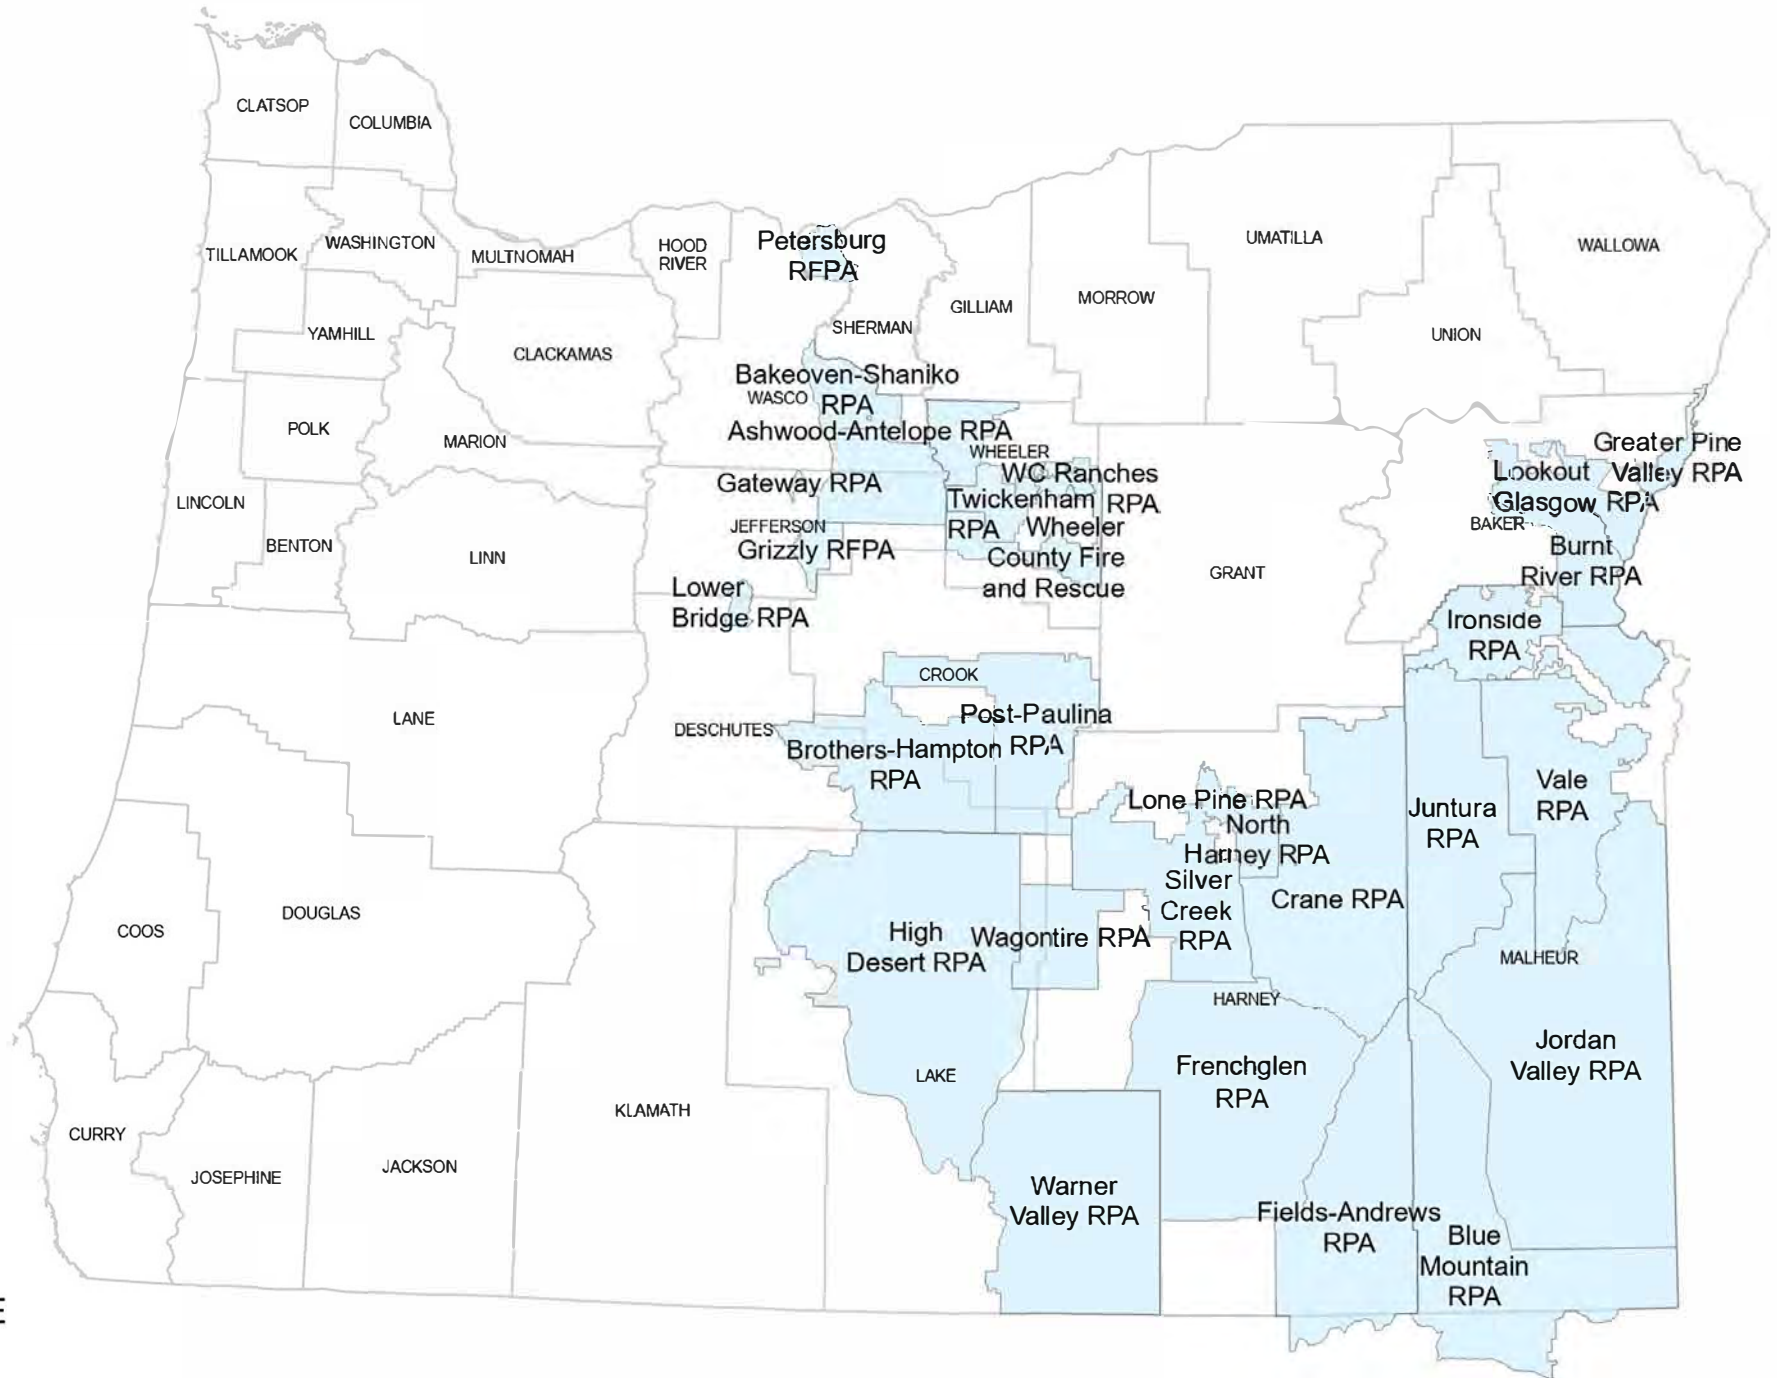 CLATSOP
COLUMBIA
TILLAMOOK
WASHINGTON
MULTNOMAH
HOOD
RIVER
Petersburg
RFPA
UMATILLA
WALLOWA
YAMHILL
CLACKAMAS
SHERMAN
GILLIAM
MORROW
UNION
Bakeoven-Shaniko
RPA
WASCO
Ashwood-Antelope RPA
POLK
MARION
WHEELER
WC Ranches
RPA
Greater Pine
Valley RPA
Lookout
Glasgow RPA
BAKER
Gateway RPA
Twickenham
RPA
LINCOLN
BENTON
LINN
JEFFERSON
Grizzly RFPA
Wheeler
County Fire
and Rescue
GRANT
Burnt
River RPA
Lower
Bridge RPA
Ironside
RPA
CROOK
LANE
DESCHUTES
Post-Paulina
RPA
Brothers-Hampton
RPA
Lone Pine RPA
North
Harney RPA
Juntura
RPA
Vale
RPA
Silver
Creek
RPA
Crane RPA
COOS
DOUGLAS
High
Desert RPA
Wagontire RPA
MALHEUR
HARNEY
Jordan
Valley RPA
Frenchglen
RPA
LAKE
KLAMATH
CURRY
JOSEPHINE
JACKSON
Warner
Valley RPA
Fields-Andrews
RPA
Blue
Mountain
RPA
E